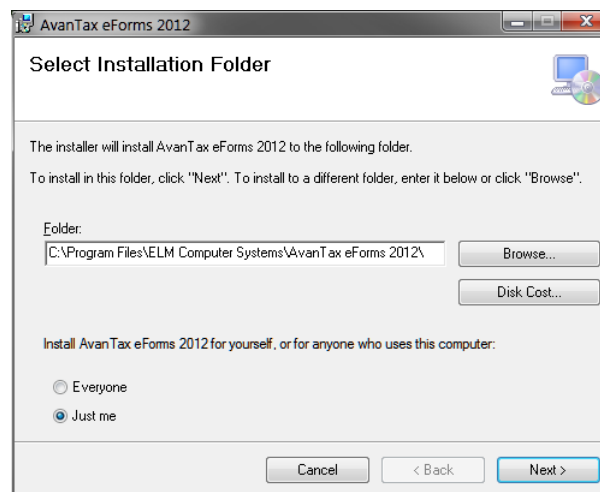 AvanTax eForms 2012
Select Installation Folder
The installer will install AvanTax eForms 2012 to the following folder.
To install in this folder, click "Next". To install to a different folder, enter it below or click "Browse".
Folder:
C:\Program Files\ELM Computer Systems\AvanTax eForms 2012\
Browse...
Disk Cost...
Install AvanTax eForms 2012 for yourself, or for anyone who uses this computer:
Everyone
Just me
Cancel
< Back
Next >